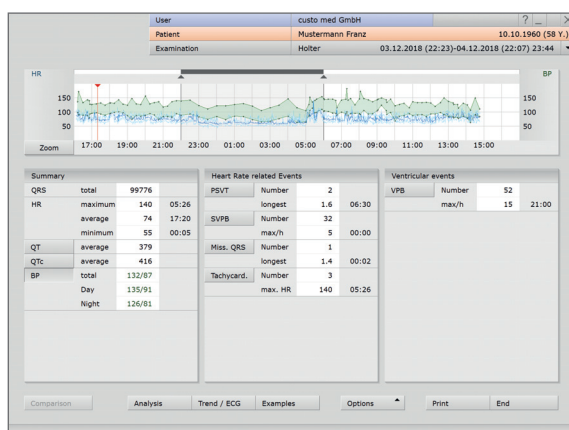 User custo med GmbH ? _ X
Patient Mustermann Franz 10.10.1960 (58 Y.)
Examination Holter 03.12.2018 (22:23)-04.12.2018 (22:07) 23:44
HR BP
150 150
100 100
50 50
Zoom 17:00 19:00 21:00 23:00 01:00 03:00 05:00 07:00 09:00 11:00 13:00 15:00
Summary Heart Rate related Events Ventricular events
QRS total 99776 PSVT Number 2 VPB Number 52
HR maximum 140 05:26 longest 1.6 06:30 max/h 15 21:00
average 74 17:20 SVPB Number 32
minimum 55 00:05 max/h 5 00:00
QT average 379 Miss. QRS Number 1
QTc average 416 longest 1.4 00:02
BP total 132/87 Tachycard. Number 3
Day 135/91 max. HR 140 05:26
Night 126/81
Comparison Analysis Trend / ECG Examples Options Print End